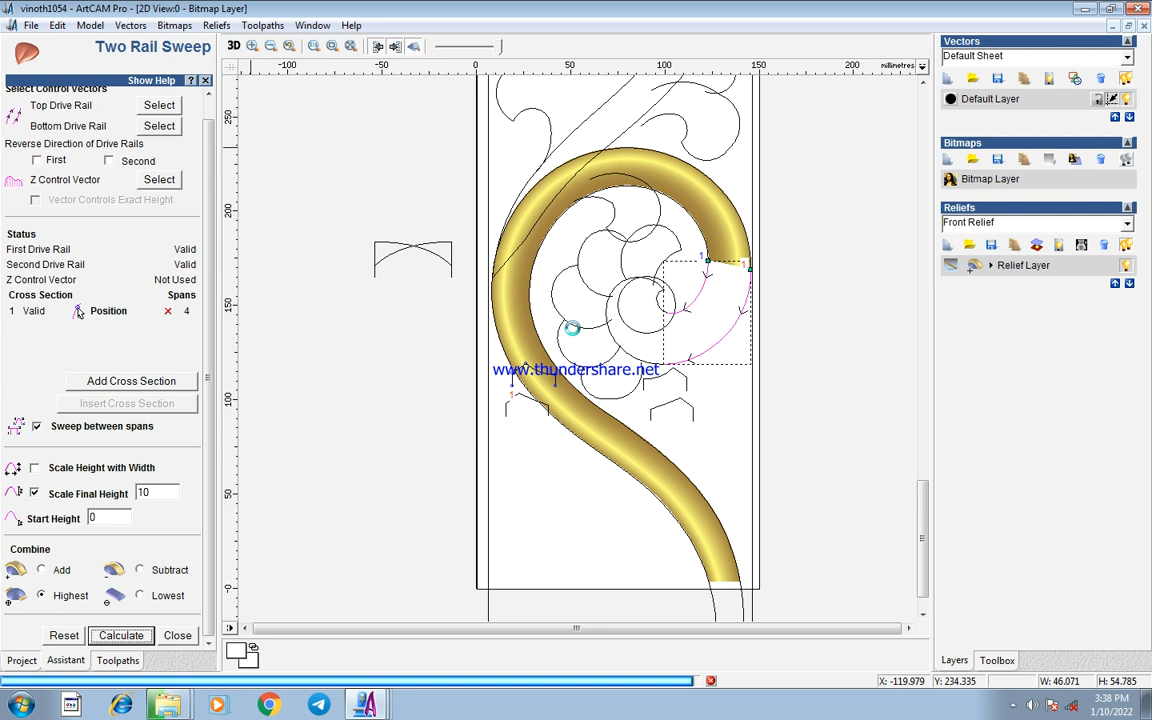 vinoth1054 - ArtCAM Pro - [2D View:0 - Bitmap Layer]
File Edit Model Vectors Bitmaps Reliefs Toolpaths Window Help
Two Rail Sweep
Show Help ? X
Select Control Vectors
Top Drive Rail Select
Bottom Drive Rail Select
Reverse Direction of Drive Rails
First Second
Z Control Vector Select
Vector Controls Exact Height
Status
First Drive Rail Valid
Second Drive Rail Valid
Z Control Vector Not Used
Cross Section Spans
1 Valid Position 4
Add Cross Section
Insert Cross Section
Sweep between spans
Scale Height with Width
Scale Final Height 10
Start Height 0
Combine
Add Subtract
Highest Lowest
Reset Calculate Close
Project Assistant Toolpaths
3D
-100 -50 0 50 100 150 200 millimetres
250
200
150
100
50
0
1 1
www.thundershare.net
1
Vectors
Default Sheet
Default Layer
Bitmaps
Bitmap Layer
Reliefs
Front Relief
Relief Layer
Layers Toolbox
X: -119.979 Y: 234.335 W: 46.071 H: 54.785
3:38 PM
1/10/2022